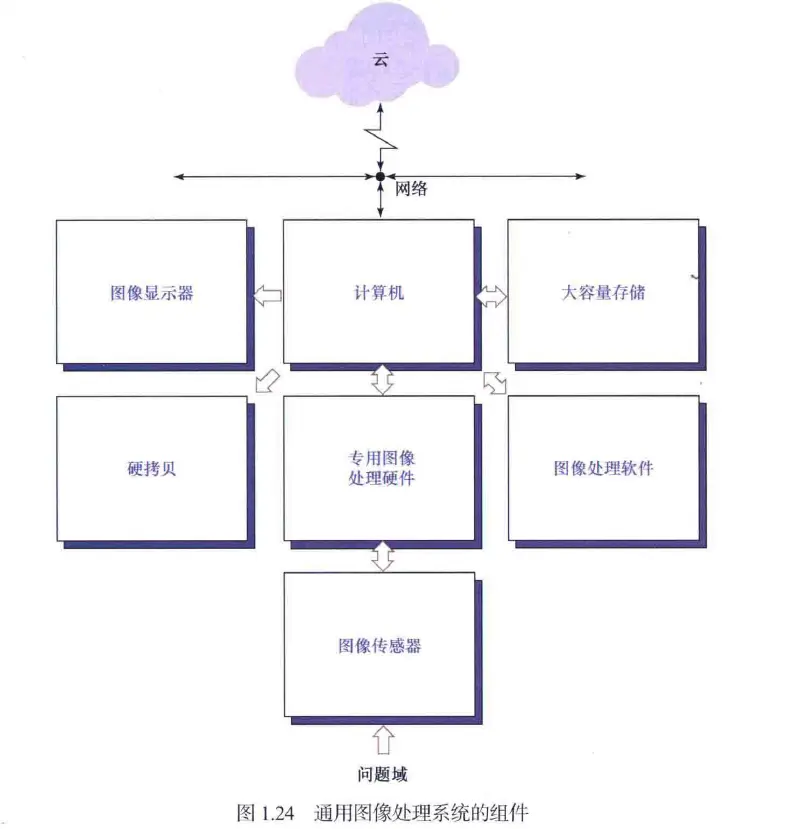 云
网络
图像显示器
计算机
大容量存储
硬拷贝
专用图像
处理硬件
图像处理软件
图像传感器
问题域
图 1.24 通用图像处理系统的组件